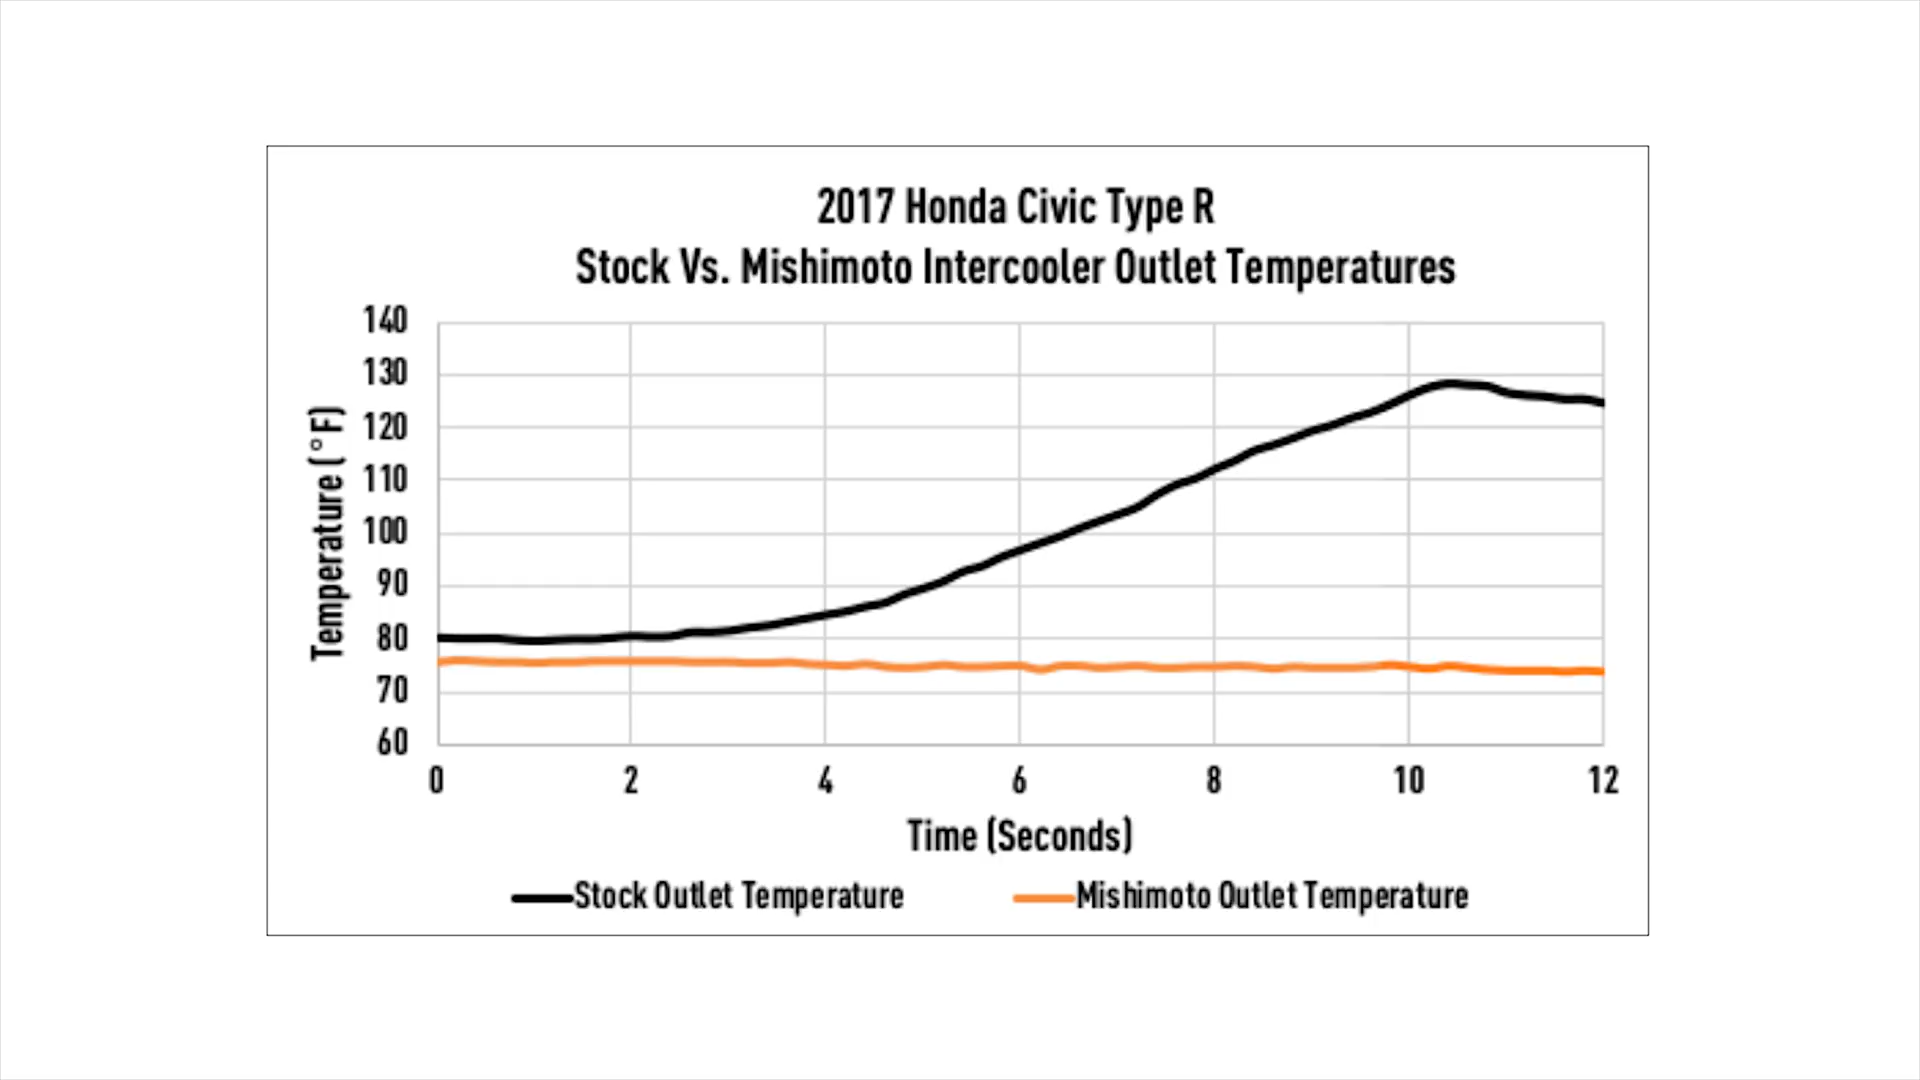 2017 Honda Civic Type R
Stock Vs. Mishimoto Intercooler Outlet Temperatures
140
130
120
110
100
90
80
70
60
Temperature (°F)
0 2 4 6 8 10 12
Time (Seconds)
Stock Outlet Temperature Mishimoto Outlet Temperature